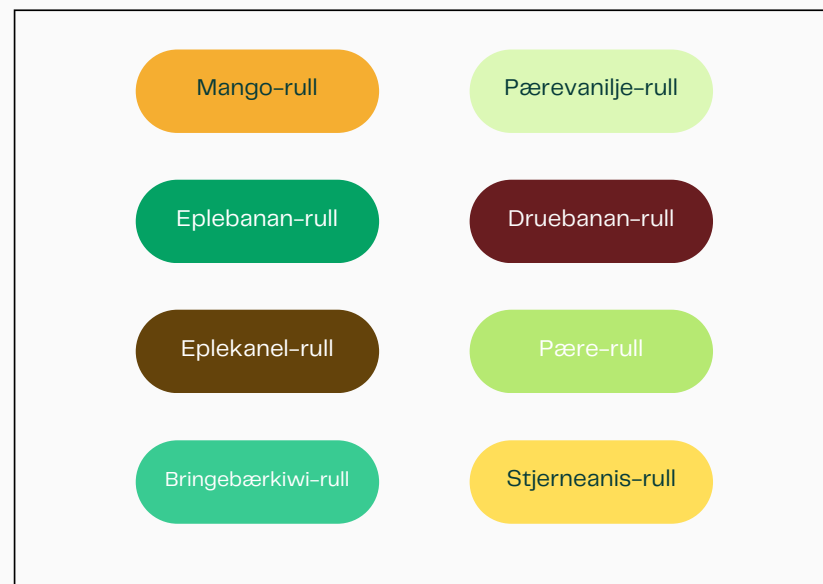 Mango-rull
Pærevanilje-rull
Eplebanan-rull
Druebanan-rull
Eplekanel-rull
Pære-rull
Bringebærkiwi-rull
Stjerneanis-rull